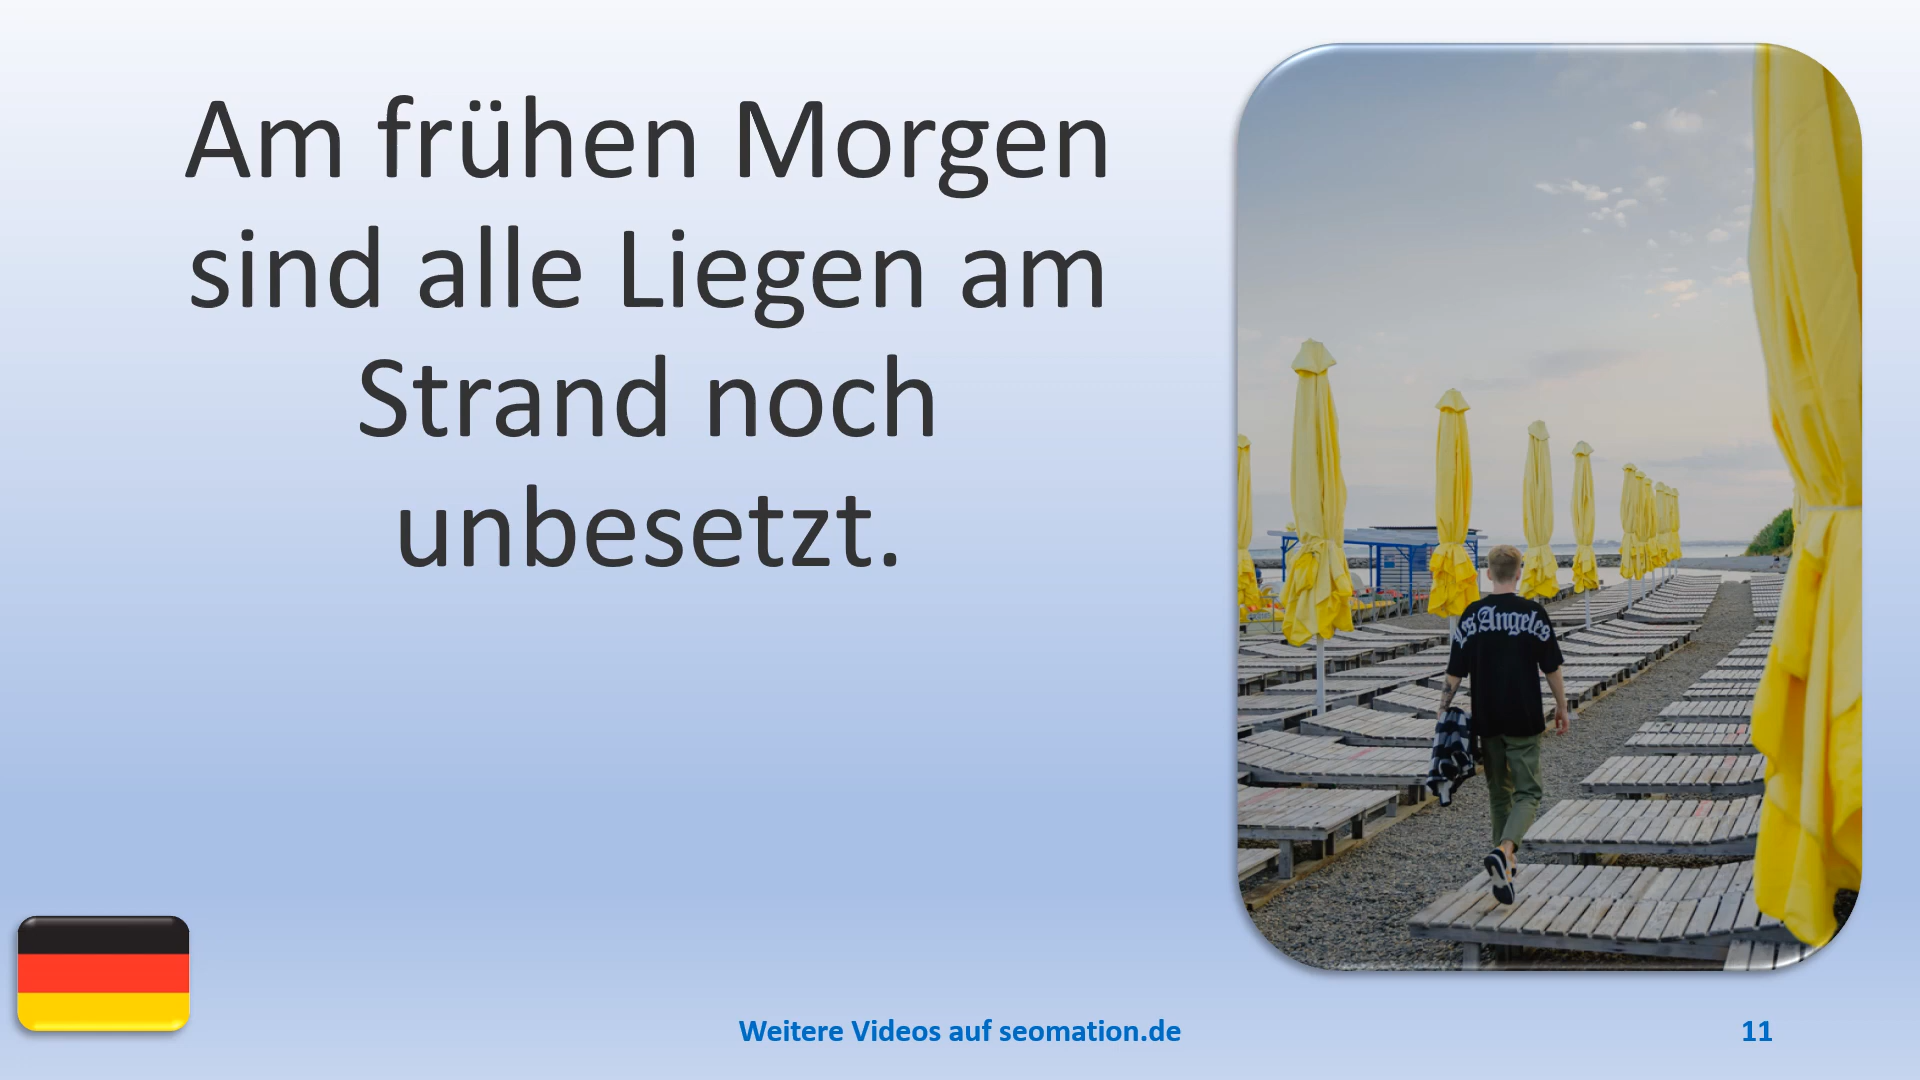 Am frühen Morgen
sind alle Liegen am
Strand noch
unbesetzt.
Los Angeles
Weitere Videos auf seomation.de
11